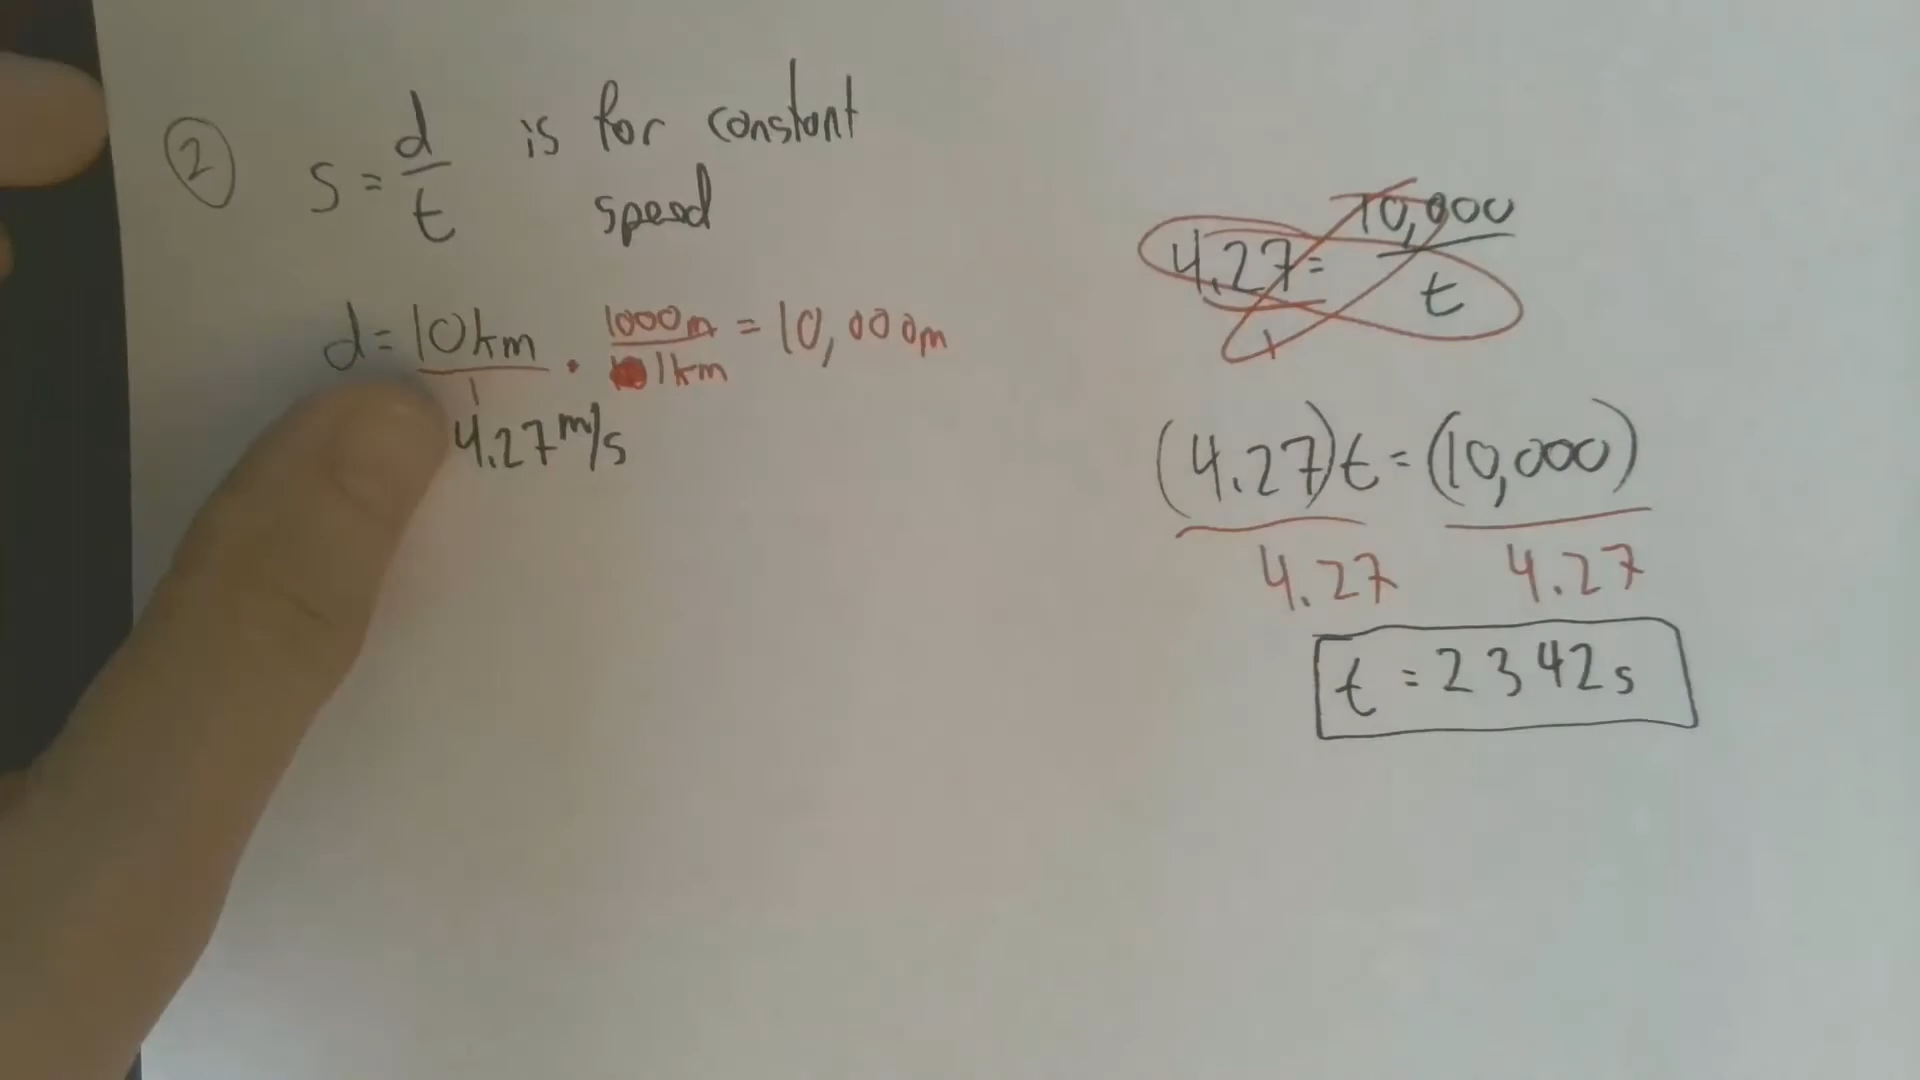 ② s = d/t is for constant
speed
d = 10km/1 · 1000m/1km = 10,000m
4.27 m/s
4.27/1 = 10,000/t
(4.27)t = (10,000)
4.27 4.27
t = 2342s